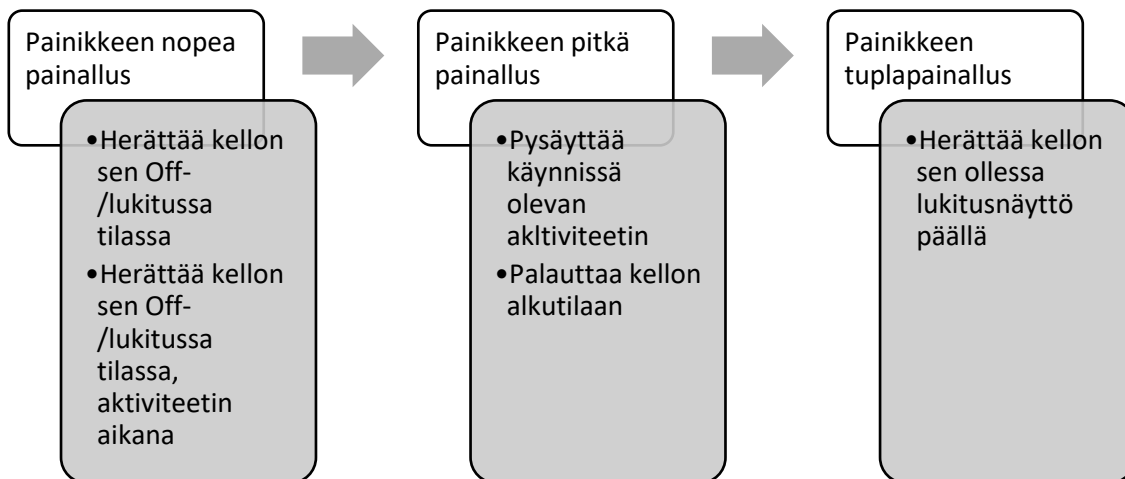 Painikkeen nopea
painallus
•Herättää kellon
sen Off-
/lukitussa
tilassa
•Herättää kellon
sen Off-
/lukitussa
tilassa,
aktiviteetin
aikana
Painikkeen pitkä
painallus
•Pysäyttää
käynnissä
olevan
akltiviteetin
•Palauttaa kellon
alkutilaan
Painikkeen
tuplapainallus
•Herättää kellon
sen ollessa
lukitusnäyttö
päällä